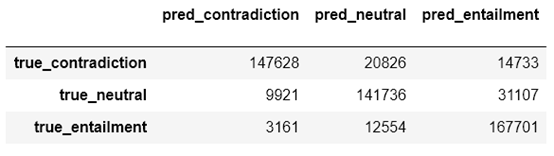 pred_contradiction pred_neutral pred_entailment
true_contradiction 147628 20826 14733
true_neutral 9921 141736 31107
true_entailment 3161 12554 167701